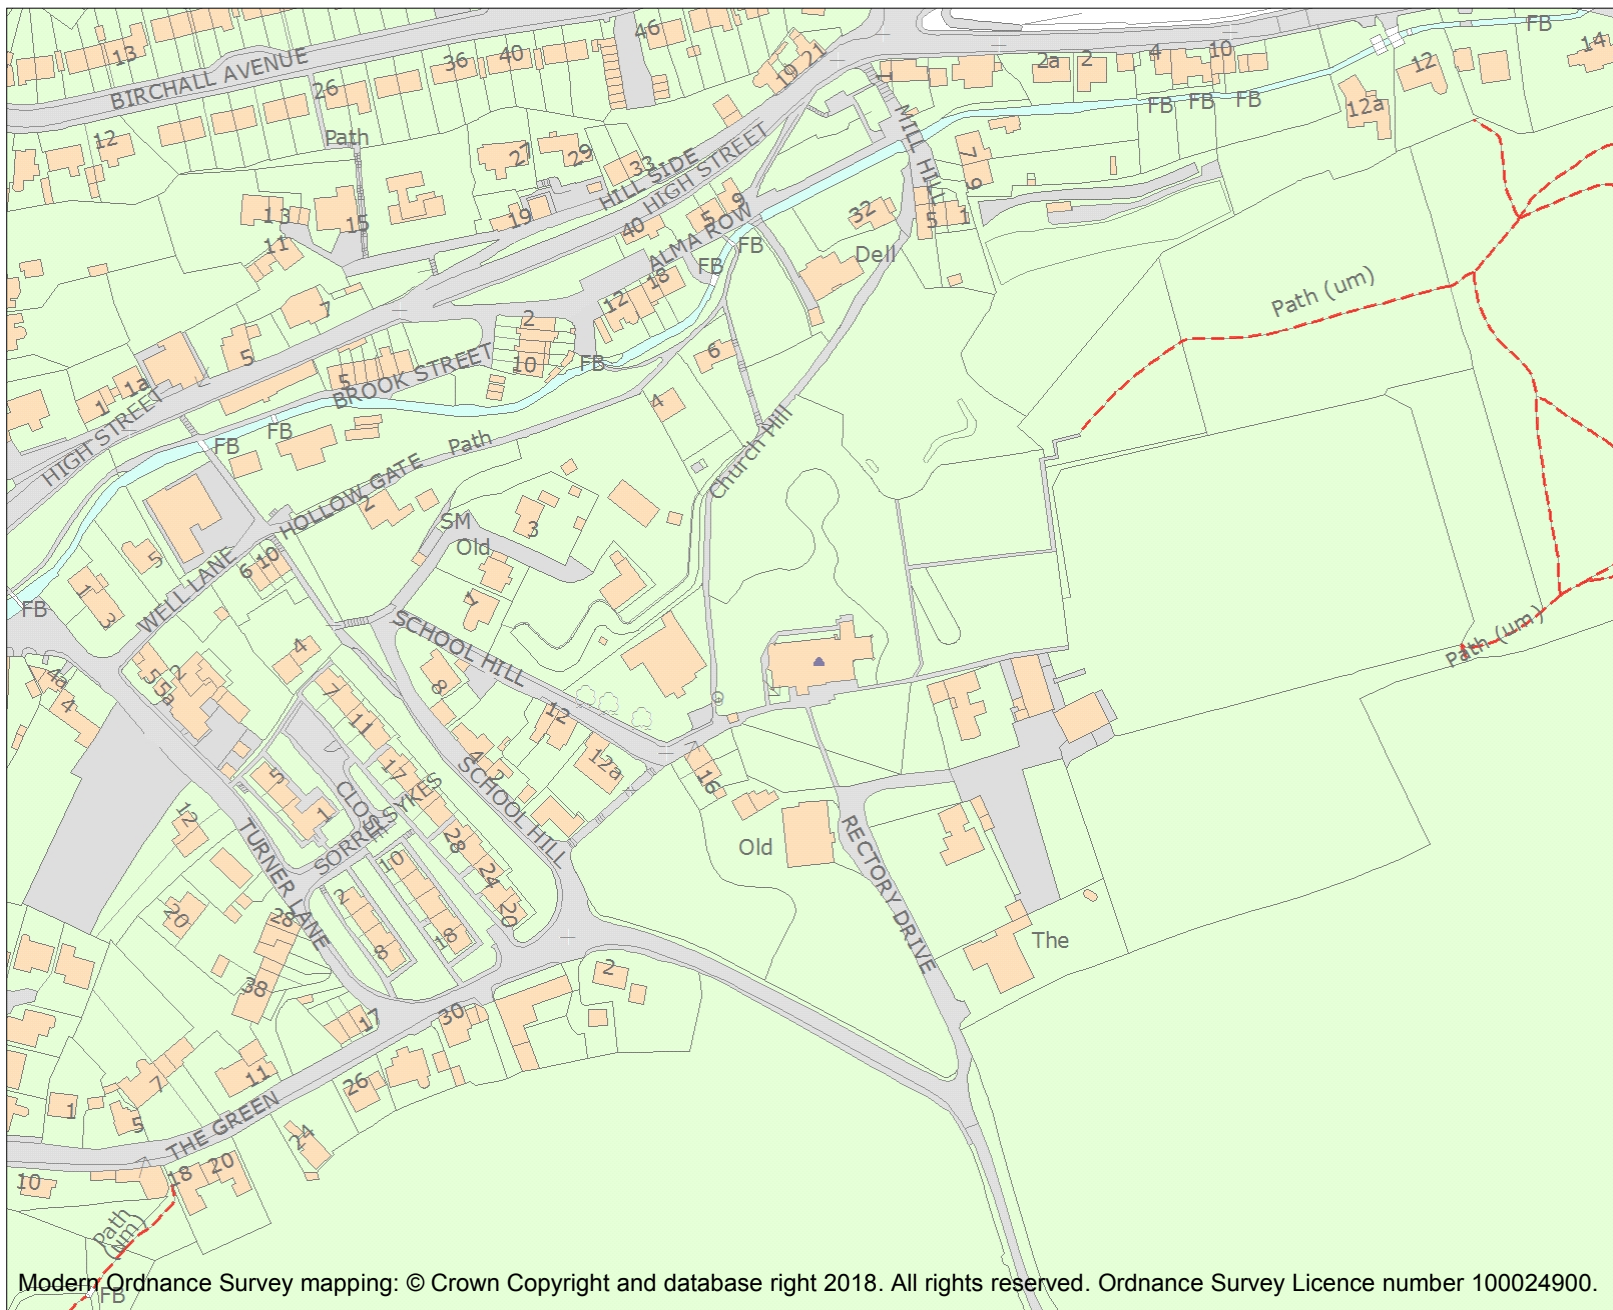 FB
46
13
40
36
BIRCHALL AVENUE
26
19 21
1
2a
2
4
10
12
14
12a
FB
FB
FB
12
Path
27
29
33
HILL SIDE
HIGH STREET
MILL HILL
7
9
13
15
11
19
40
5
9
ALMA ROW
32
5
1
Dell
FB
FB
18
12
7
Path (um)
2
10
FB
5
5
BROOK STREET
6
4
1
1a
HIGH STREET
FB
FB
Path
Church Hill
HOLLOW GATE
2
SM
3
Old
5
6
10
WELL LANE
1
3
FB
1
SCHOOL HILL
4
Path (um)
4a
4
5
5a
2
7
11
8
12
12a
4
2
16
17
SCHOOL HILL
5
1
CLOSE
SORREL SYKES
12
TURNER LANE
28
24
20
10
18
2
8
Old
RECTORY DRIVE
The
20
28
38
17
30
2
7
11
26
1
5
THE GREEN
24
10
18
20
Path
(um)
FB
Modern Ordnance Survey mapping: © Crown Copyright and database right 2018. All rights reserved. Ordnance Survey Licence number 100024900.